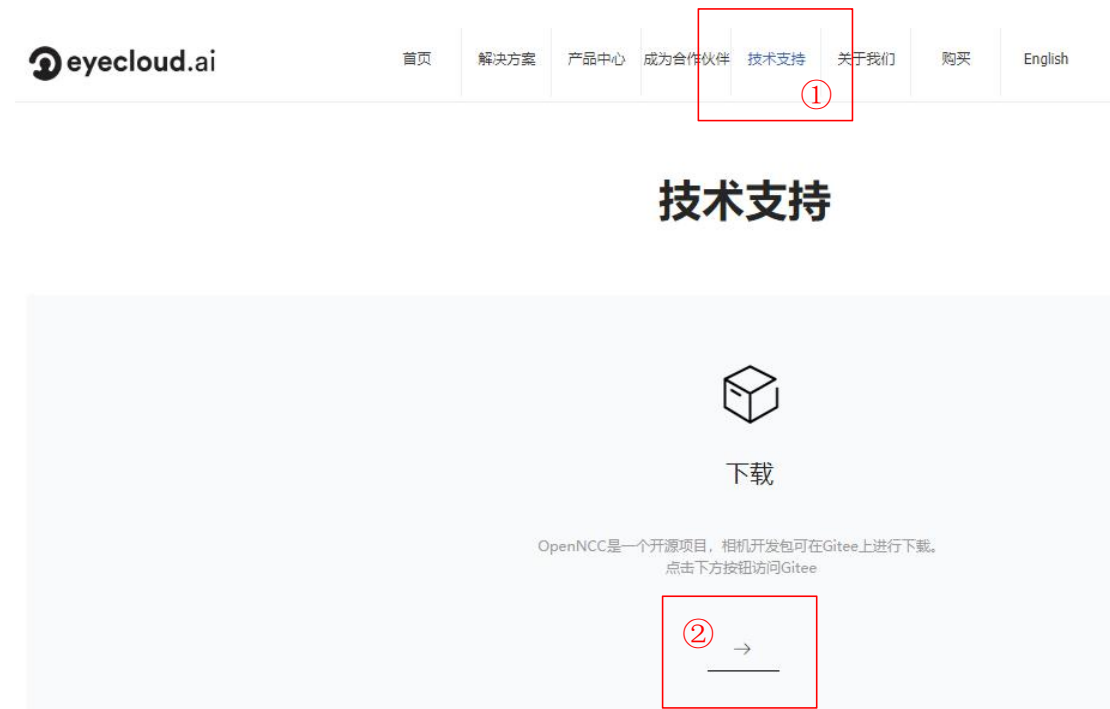 eyecloud.ai
首页 解决方案 产品中心 成为合作伙伴 技术支持 关于我们 购买 English
①
技术支持
下载
OpenNCC是一个开源项目，相机开发包可在Gitee上进行下载。
点击下方按钮访问Gitee
②